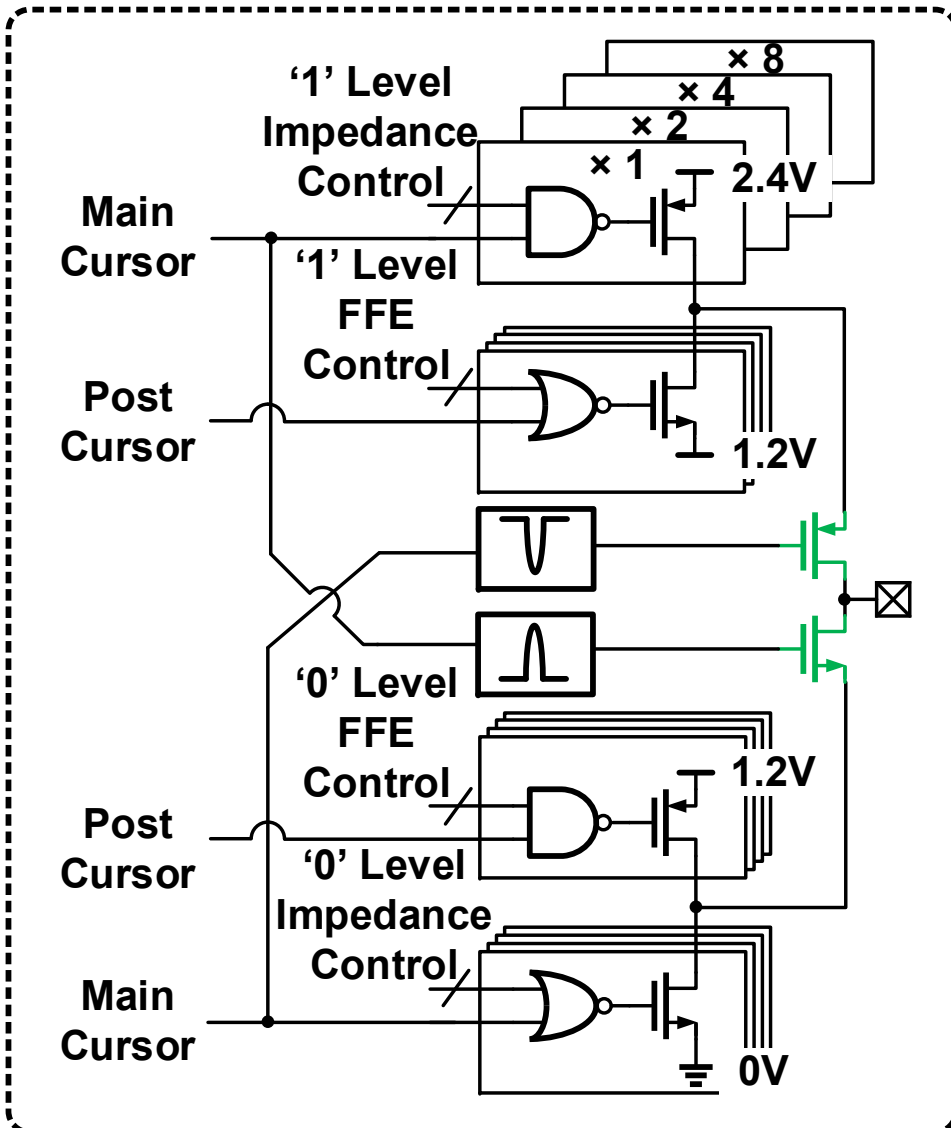 × 8
× 4
× 2
× 1
‘1’ Level
Impedance
Control
2.4V
Main
Cursor
‘1’ Level
FFE
Control
Post
Cursor
1.2V
‘0’ Level
FFE
Control
1.2V
Post
Cursor
‘0’ Level
Impedance
Control
Main
Cursor
0V